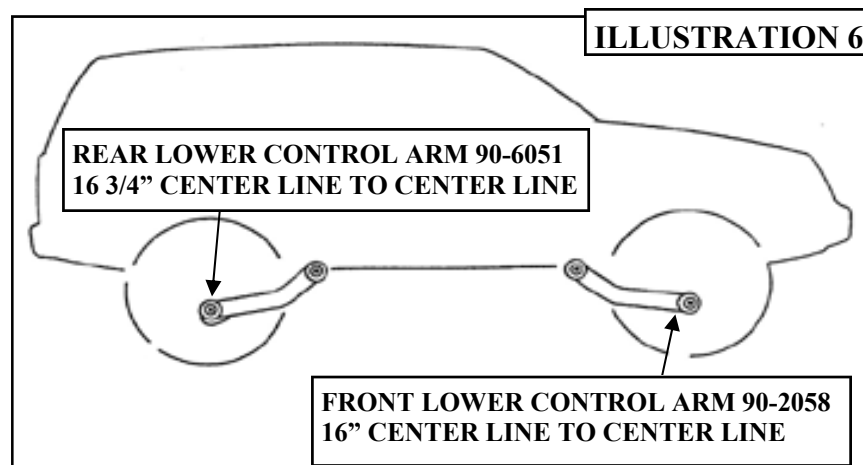 ILLUSTRATION 6
REAR LOWER CONTROL ARM 90-6051
16 3/4” CENTER LINE TO CENTER LINE
FRONT LOWER CONTROL ARM 90-2058
16” CENTER LINE TO CENTER LINE